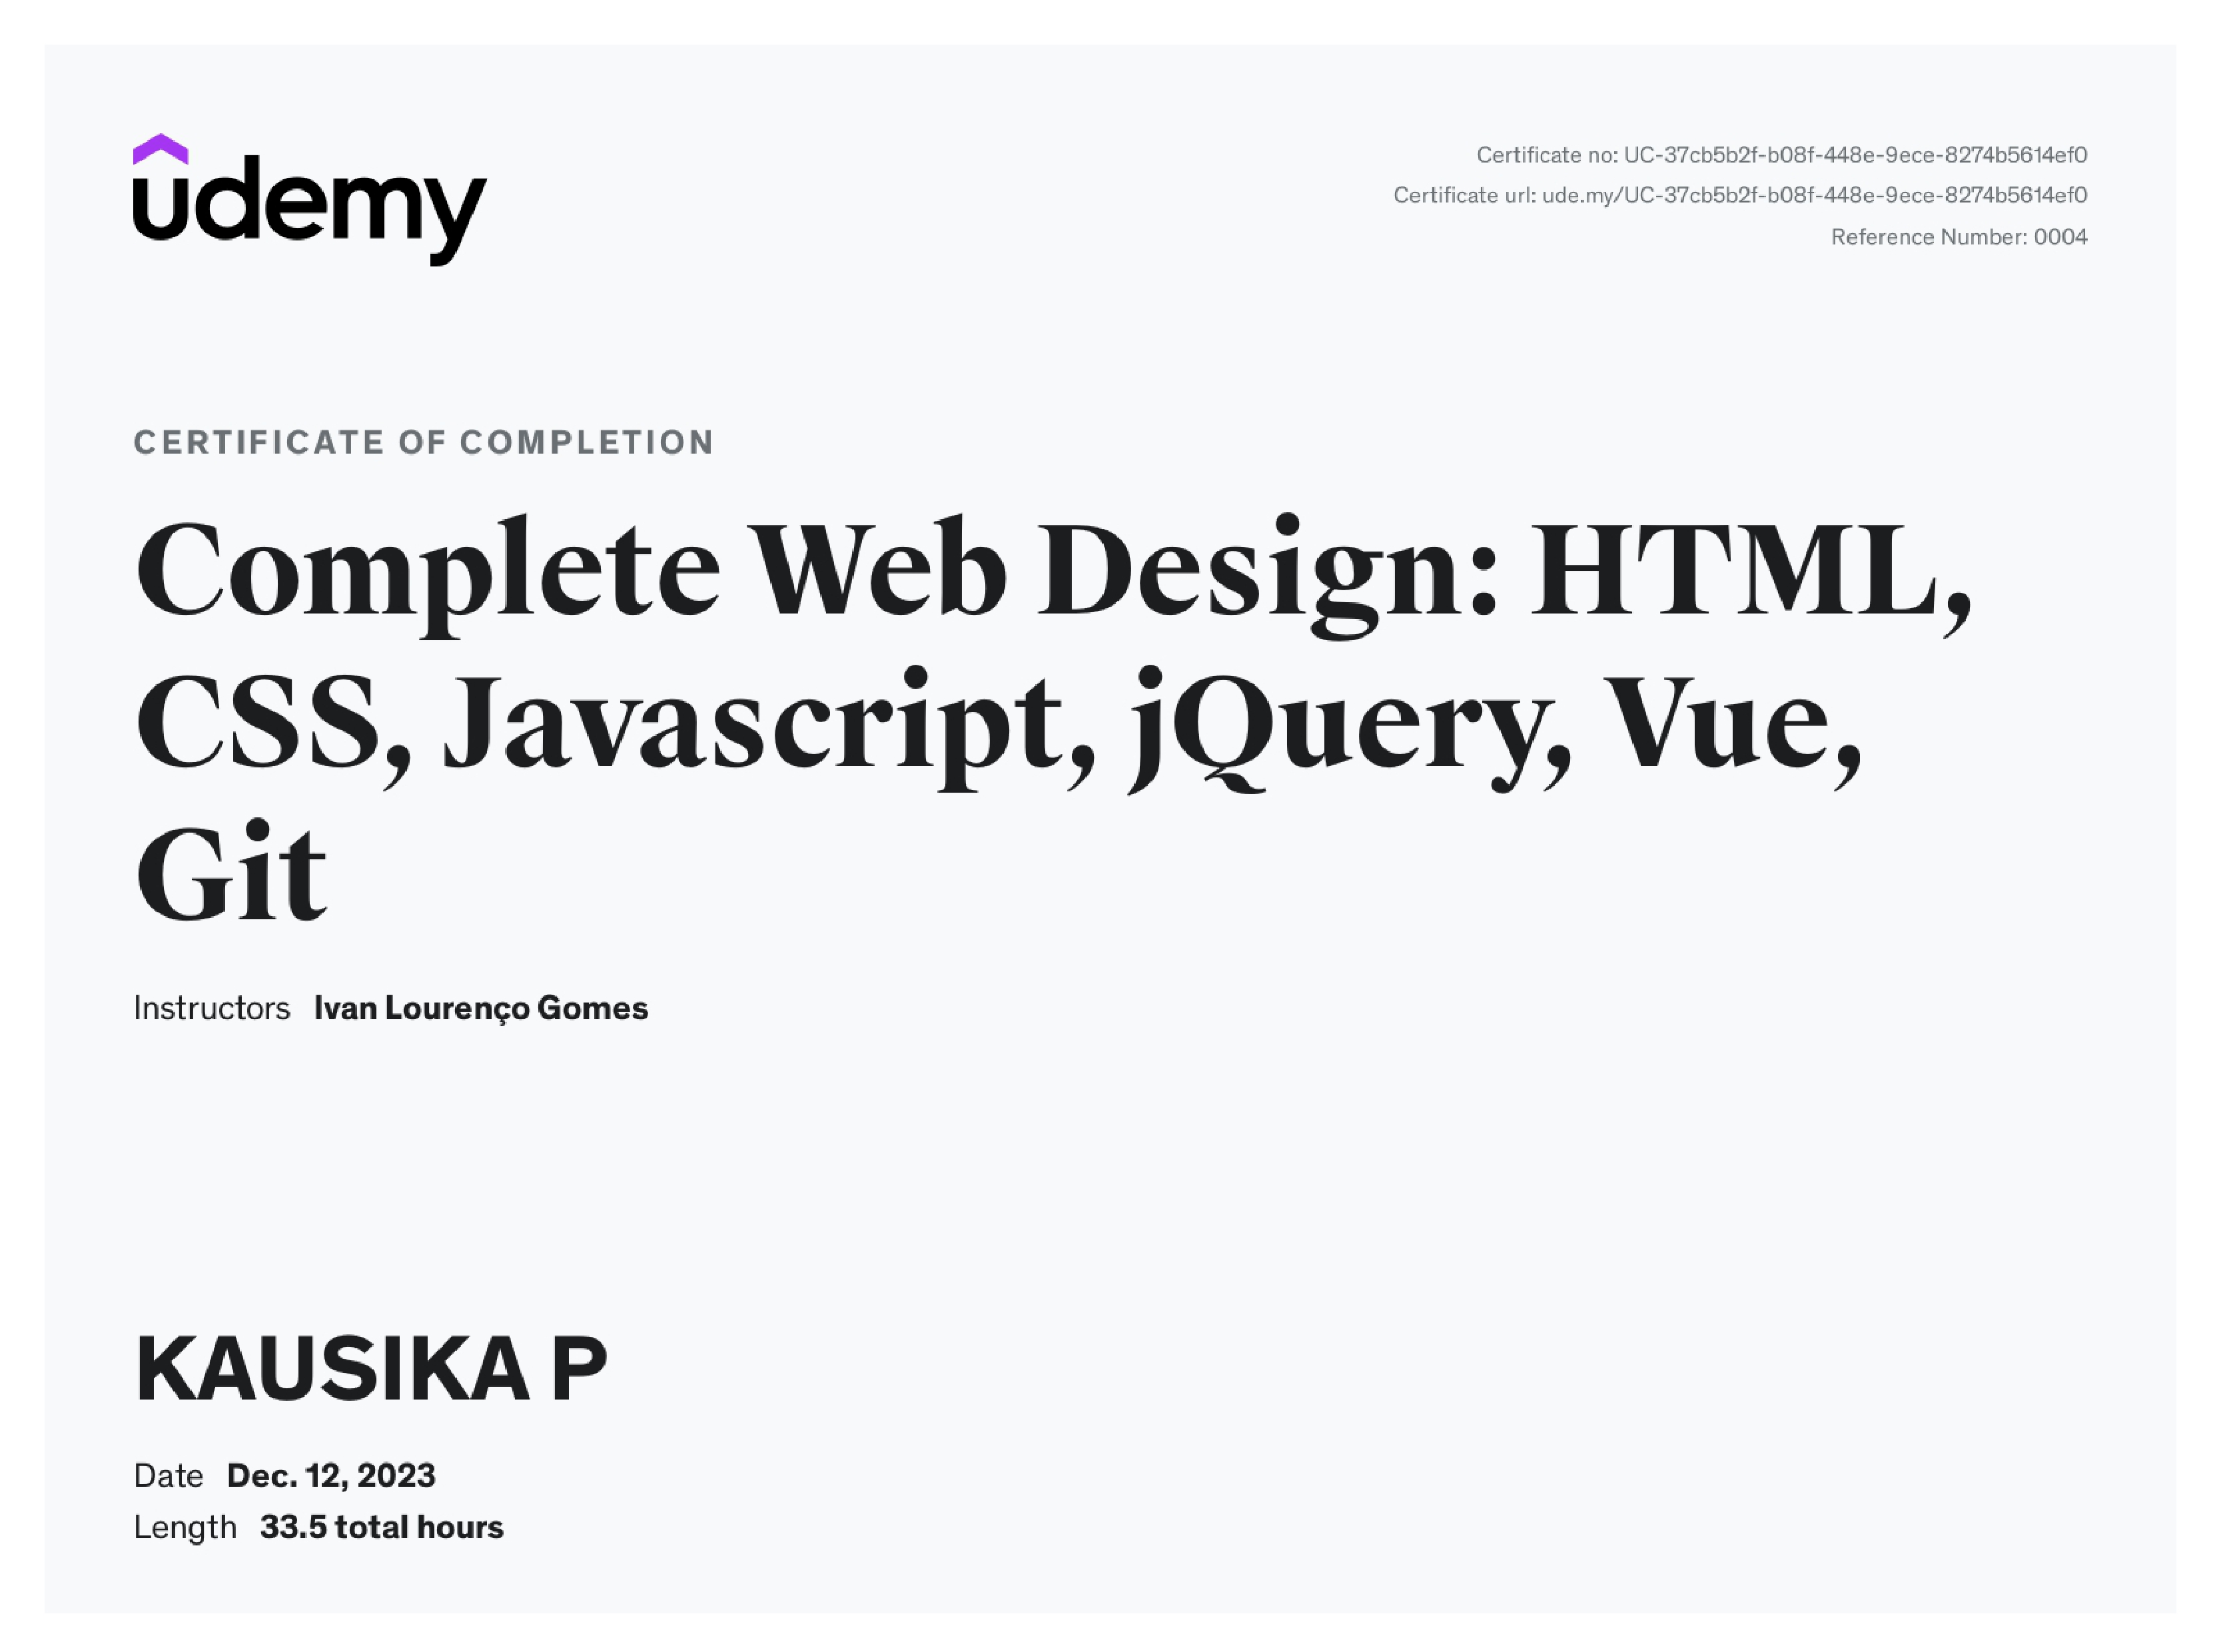 udemy
Certificate no: UC-37cb5b2f-b08f-448e-9ece-8274b5614ef0
Certificate url: ude.my/UC-37cb5b2f-b08f-448e-9ece-8274b5614ef0
Reference Number: 0004
CERTIFICATE OF COMPLETION
Complete Web Design: HTML,
CSS, Javascript, jQuery, Vue,
Git
Instructors Ivan Lourenço Gomes
KAUSIKA P
Date Dec. 12, 2023
Length 33.5 total hours